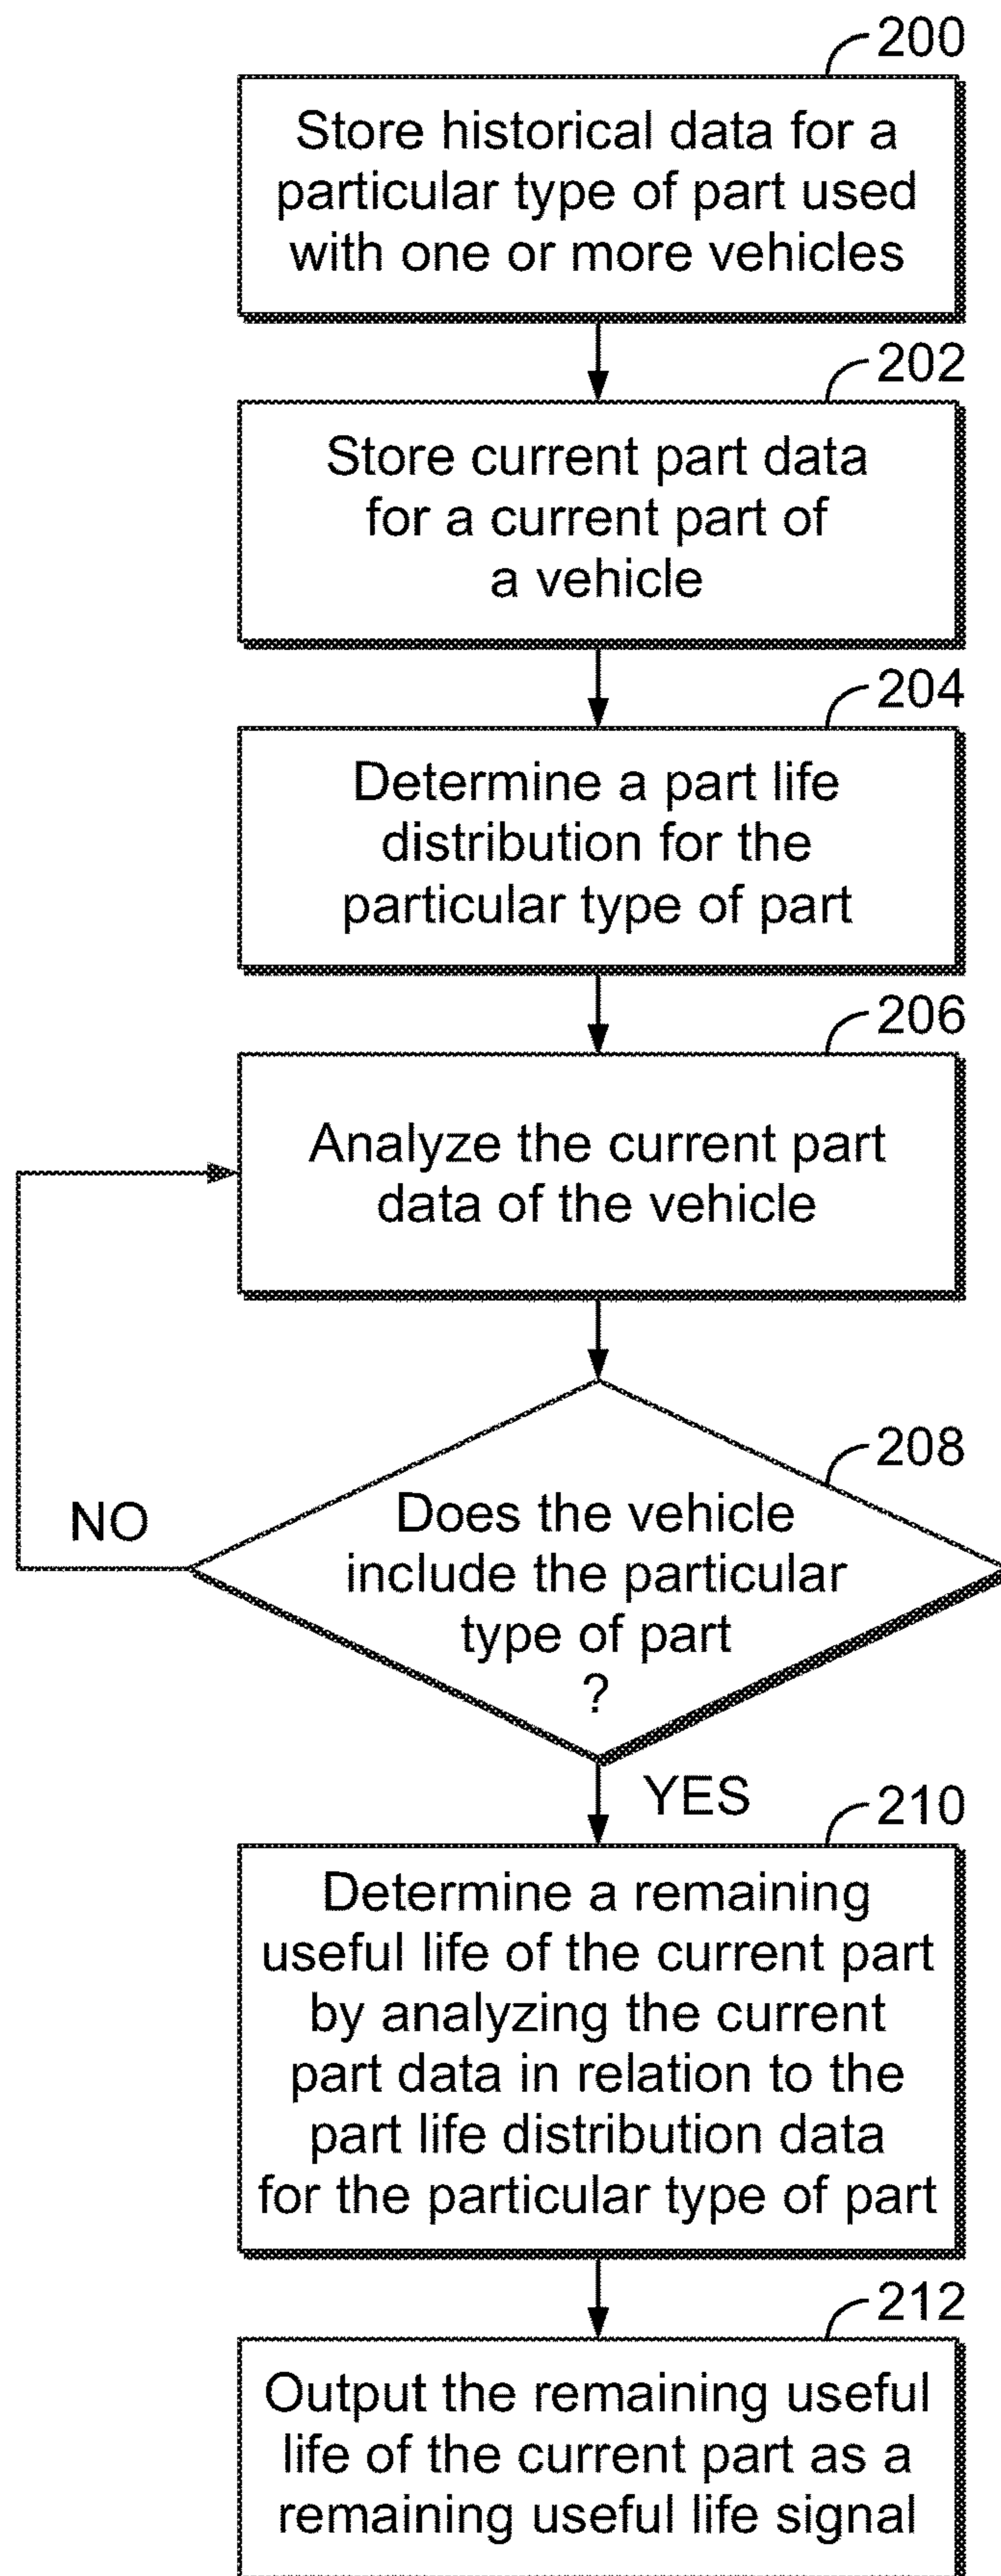 200
Store historical data for a
particular type of part used
with one or more vehicles
202
Store current part data
for a current part of
a vehicle
204
Determine a part life
distribution for the
particular type of part
206
Analyze the current part
data of the vehicle
208
Does the vehicle
include the particular
type of part
?
NO
YES
210
Determine a remaining
useful life of the current part
by analyzing the current
part data in relation to the
part life distribution data
for the particular type of part
212
Output the remaining useful
life of the current part as a
remaining useful life signal